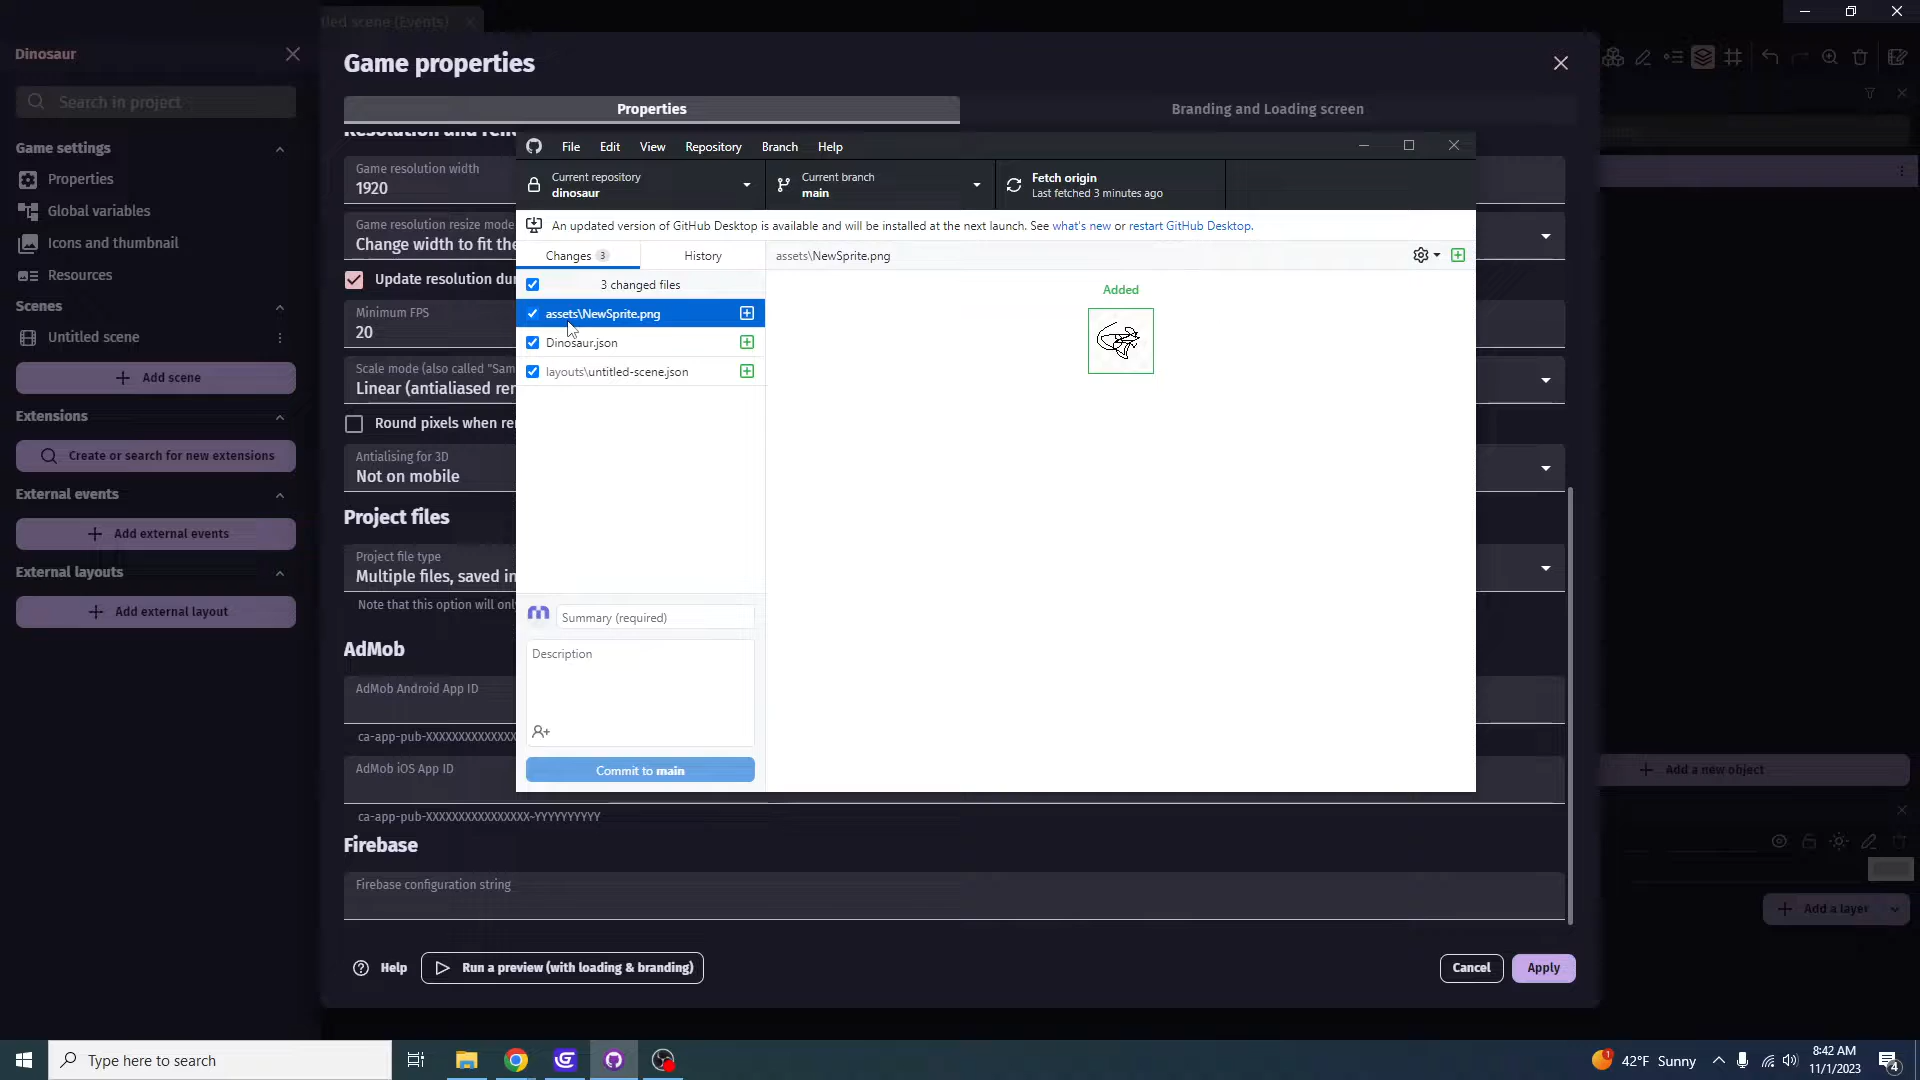 tled scene (Events)
Dinosaur
Search in project
Game settings
Properties
Global variables
Icons and thumbnail
Resources
Scenes
Untitled scene
Add scene
Extensions
Create or search for new extensions
External events
Add external events
External layouts
Add external layout
Game properties
Properties
Branding and Loading screen
Resolution and ren
Game resolution width
1920
Game resolution resize mode
Change width to fit the
Update resolution dur
Minimum FPS
20
Scale mode (also called "Sam
Linear (antialiased ren
Round pixels when re
Antialising for 3D
Not on mobile
Project files
Project file type
Multiple files, saved in
Note that this option will onl
AdMob
AdMob Android App ID
ca-app-pub-XXXXXXXXXXXX
AdMob iOS App ID
ca-app-pub-XXXXXXXXXXXXXXXX~YYYYYYYYYY
Firebase
Firebase configuration string
Help
Run a preview (with loading & branding)
Cancel
Apply
File Edit View Repository Branch Help
Current repository
dinosaur
Current branch
main
Fetch origin
Last fetched 3 minutes ago
An updated version of GitHub Desktop is available and will be installed at the next launch. See what's new or restart GitHub Desktop.
Changes 3
History
assets\NewSprite.png
3 changed files
assets\NewSprite.png
Dinosaur.json
layouts\untitled-scene.json
Added
Summary (required)
Description
Commit to main
Add a new object
Add a layer
Type here to search
1
42°F Sunny
8:42 AM
11/1/2023
4